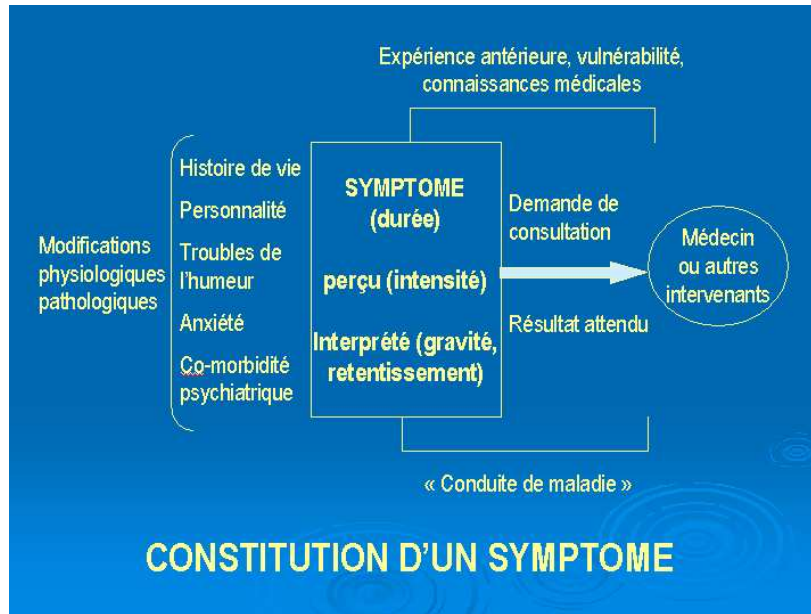 Expérience antérieure, vulnérabilité,
connaissances médicales
Modifications
physiologiques
pathologiques
Histoire de vie
Personnalité
Troubles de
l'humeur
Anxiété
Co-morbidité
psychiatrique
SYMPTOME
(durée)
perçu (intensité)
Interprété (gravité,
retentissement)
Demande de
consultation
Résultat attendu
Médecin
ou autres
intervenants
« Conduite de maladie »
CONSTITUTION D'UN SYMPTOME